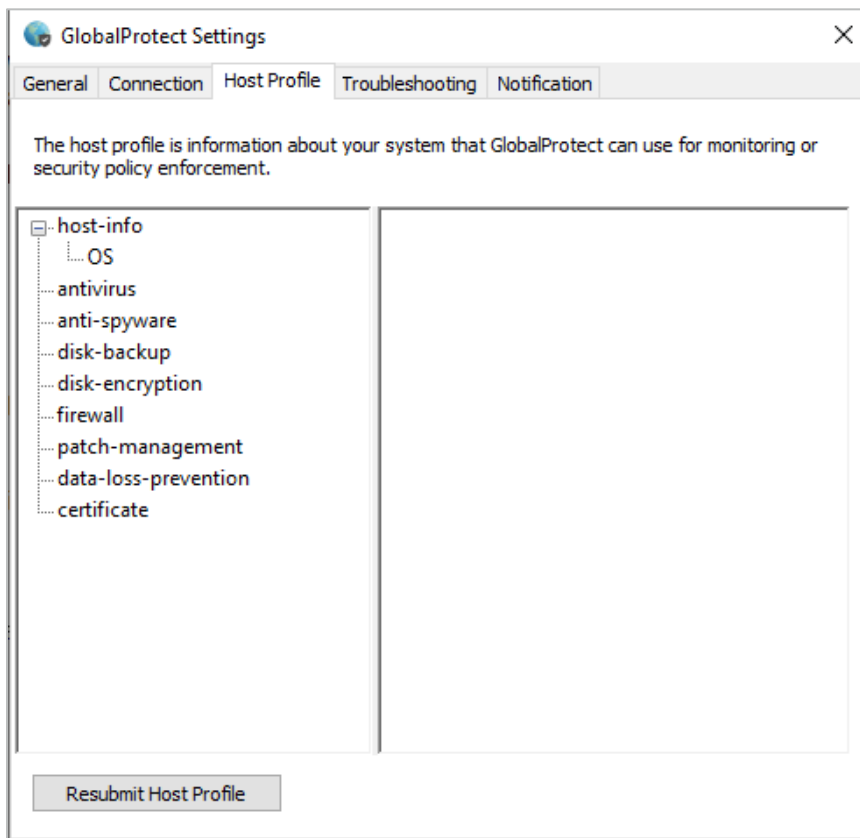 GlobalProtect Settings
General Connection Host Profile Troubleshooting Notification
The host profile is information about your system that GlobalProtect can use for monitoring or
security policy enforcement.
host-info
OS
antivirus
anti-spyware
disk-backup
disk-encryption
firewall
patch-management
data-loss-prevention
certificate
Resubmit Host Profile